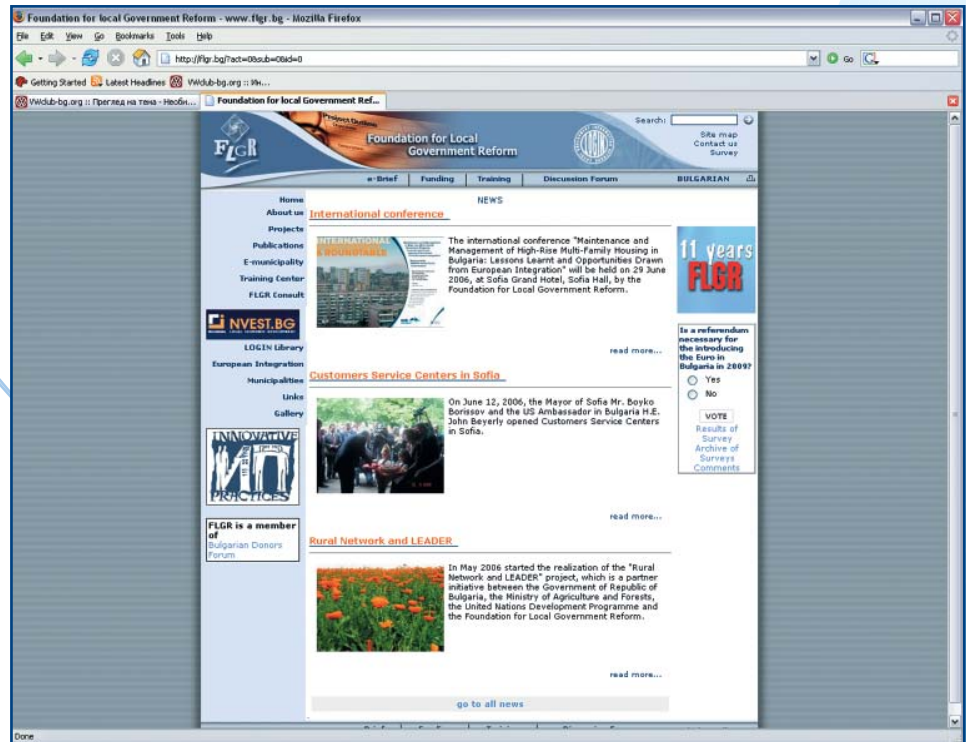 Foundation for local Government Reform - www.flgr.bg - Mozilla Firefox
File Edit View Go Bookmarks Tools Help
http://flgr.bg/?act=0&sub=0&id=0
Go
Getting Started Latest Headlines VWclub-bg.org :: Ин...
VWclub-bg.org :: Преглед на тема - Необи...
Foundation for local Government Ref...
FLGR
Project Outline
Foundation for Local
Government Reform
LOGIN
Search:
Site map
Contact us
Survey
e-Brief Funding Training Discussion Forum BULGARIAN
Home
About us
Projects
Publications
E-municipality
Training Center
FLGR Consult
INVEST.BG
LOGIN Library
European Integration
Municipalities
Links
Gallery
INNOVATIVE
PRACTICES
FLGR is a member
of
Bulgarian Donors
Forum
NEWS
International conference
INTERNATIONAL
ROUNDTABLE
The international conference "Maintenance and
Management of High-Rise Multi-Family Housing in
Bulgaria: Lessons Learnt and Opportunities Drawn
from European Integration" will be held on 29 June
2006, at Sofia Grand Hotel, Sofia Hall, by the
Foundation for Local Government Reform.
read more...
Customers Service Centers in Sofia
On June 12, 2006, the Mayor of Sofia Mr. Boyko
Borissov and the US Ambassador in Bulgaria H.E.
John Beyerly opened Customers Service Centers
in Sofia.
read more...
Rural Network and LEADER
In May 2006 started the realization of the "Rural
Network and LEADER" project, which is a partner
initiative between the Government of Republic of
Bulgaria, the Ministry of Agriculture and Forests,
the United Nations Development Programme and
the Foundation for Local Government Reform.
read more...
go to all news
11 years
FLGR
Is a referendum
necessary for
the introducing
the Euro in
Bulgaria in 2009?
Yes
No
VOTE
Results of
Survey
Archive of
Surveys
Comments
Done